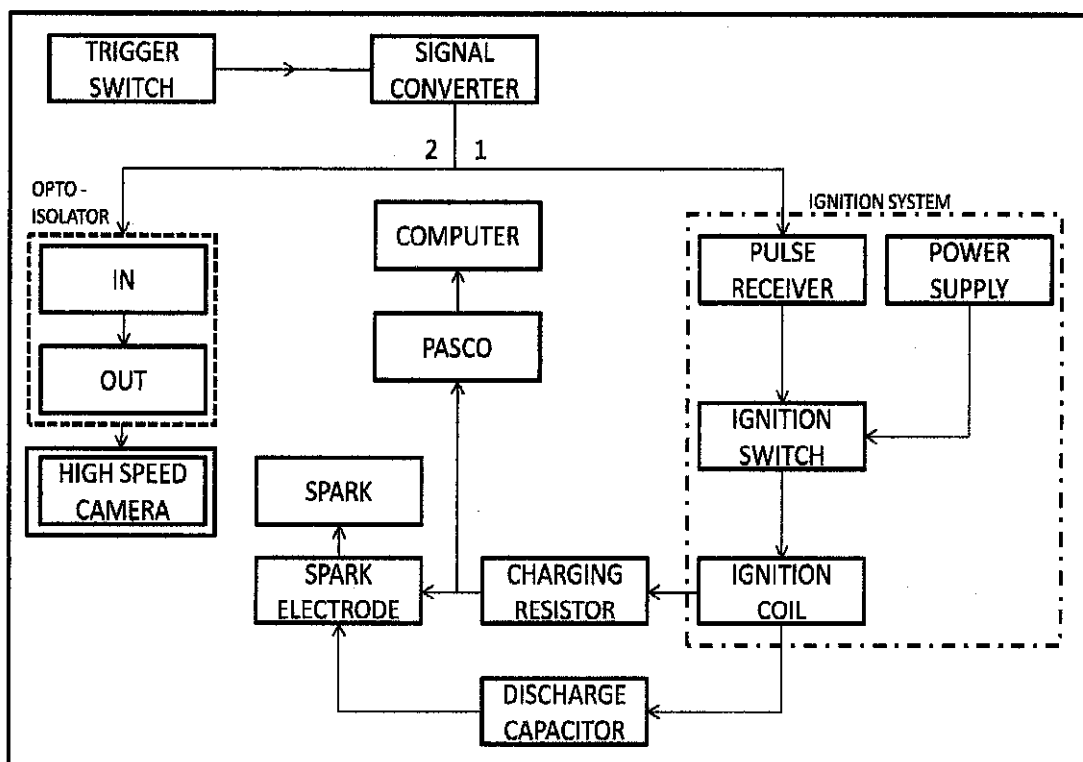 TRIGGER
SWITCH
SIGNAL
CONVERTER
2 1
OPTO -
ISOLATOR
IGNITION SYSTEM
COMPUTER
PULSE
RECEIVER
POWER
SUPPLY
IN
PASCO
OUT
IGNITION
SWITCH
HIGH SPEED
CAMERA
SPARK
SPARK
ELECTRODE
CHARGING
RESISTOR
IGNITION
COIL
DISCHARGE
CAPACITOR